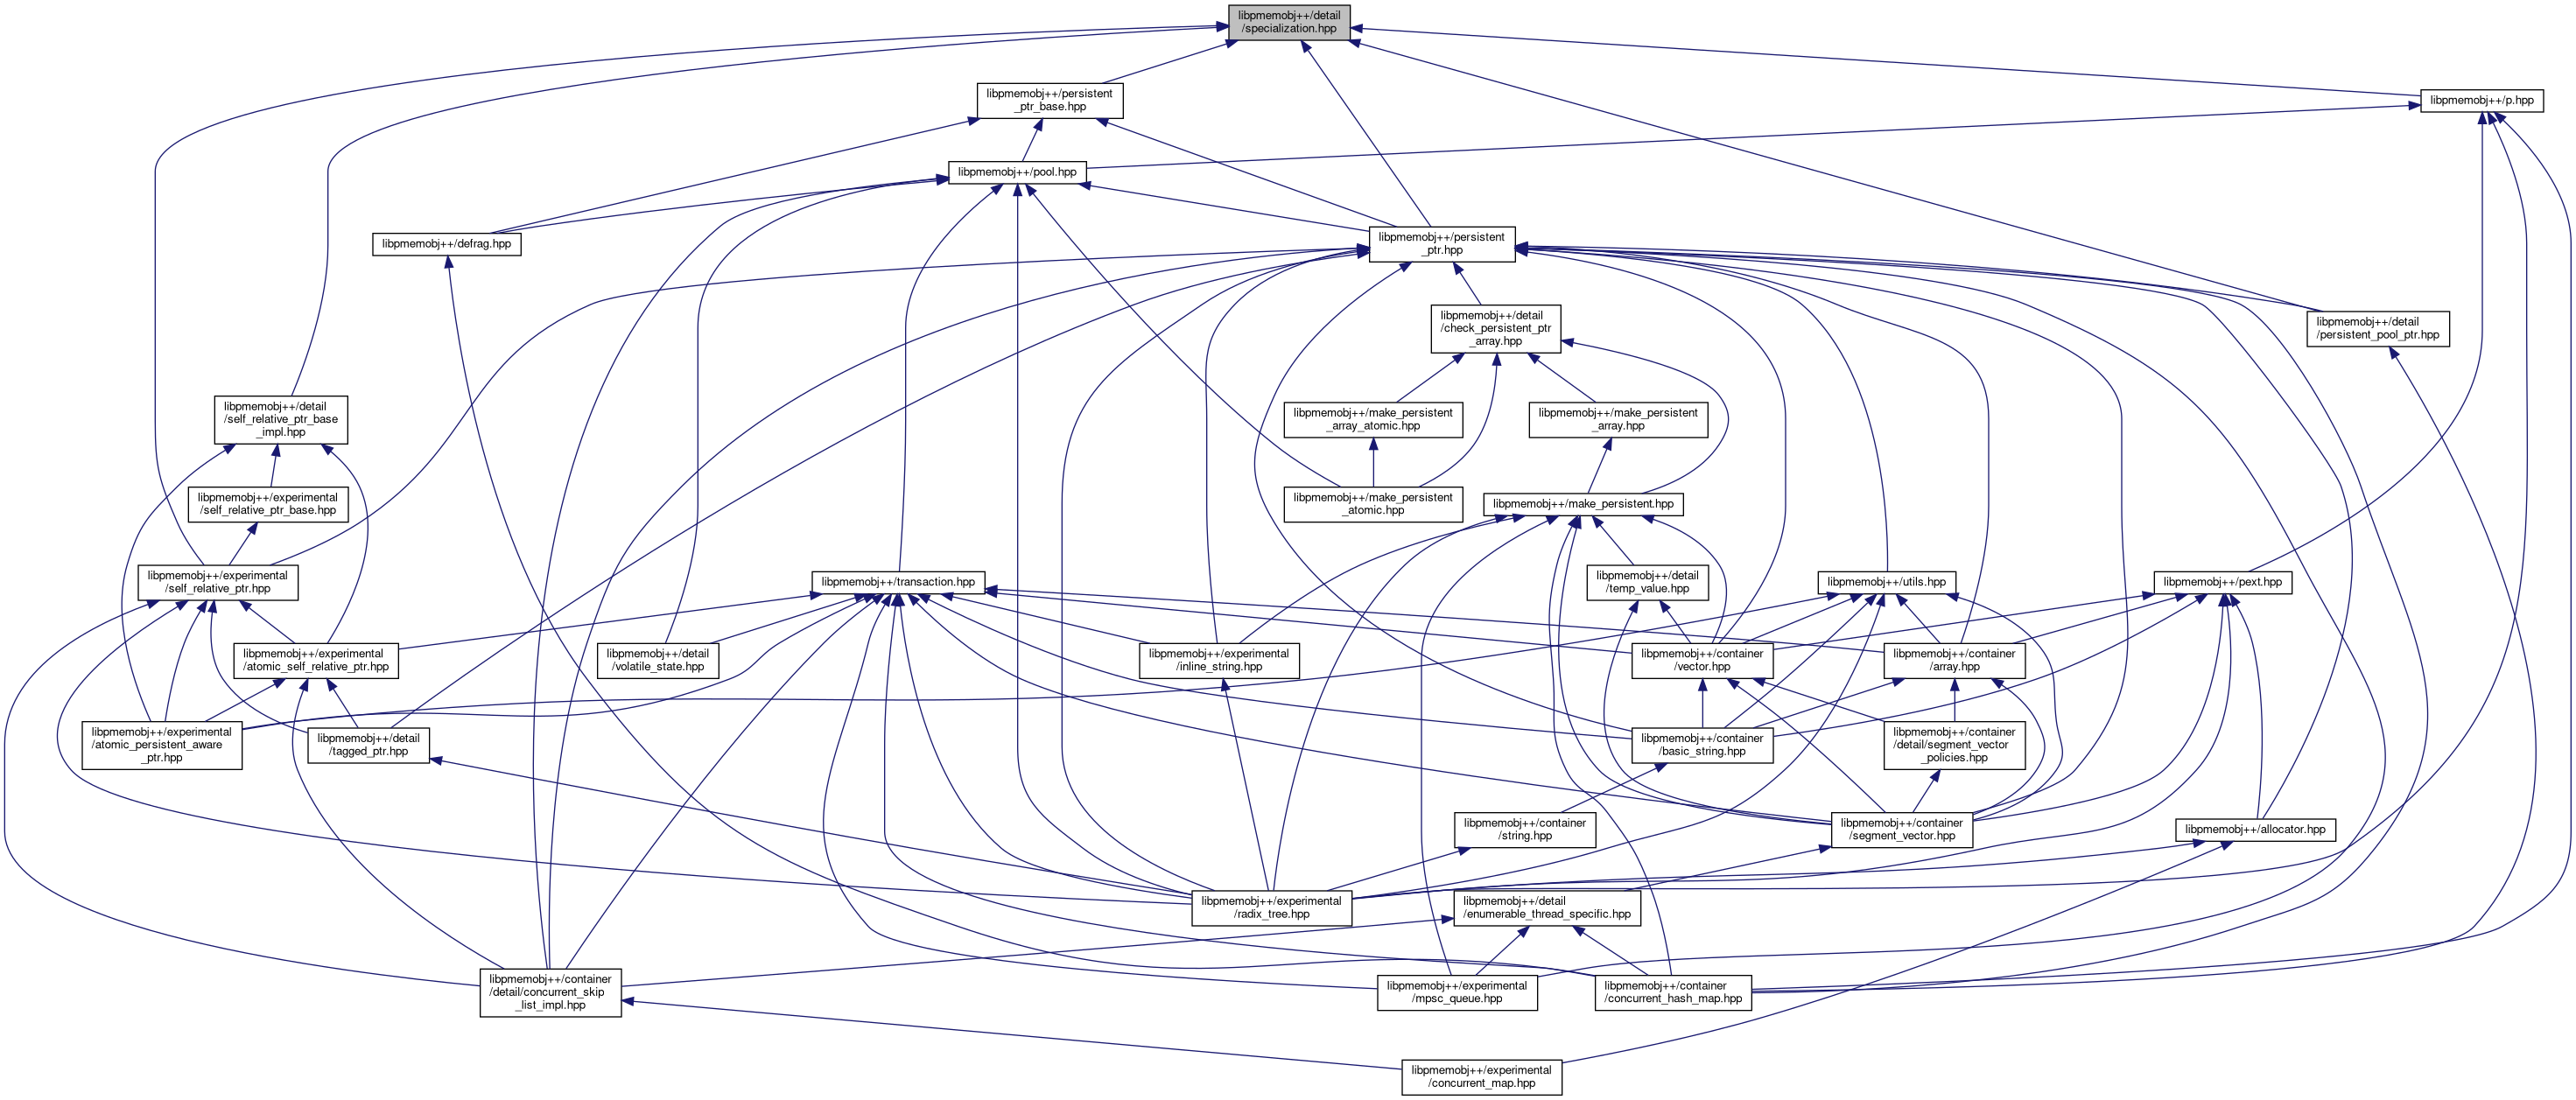 libpmemobj++/detail
/specialization.hpp
libpmemobj++/persistent
_ptr_base.hpp
libpmemobj++/p.hpp
libpmemobj++/pool.hpp
libpmemobj++/defrag.hpp
libpmemobj++/persistent
_ptr.hpp
libpmemobj++/detail
/check_persistent_ptr
_array.hpp
libpmemobj++/detail
/persistent_pool_ptr.hpp
libpmemobj++/detail
/self_relative_ptr_base
_impl.hpp
libpmemobj++/make_persistent
_array_atomic.hpp
libpmemobj++/make_persistent
_array.hpp
libpmemobj++/experimental
/self_relative_ptr_base.hpp
libpmemobj++/make_persistent
_atomic.hpp
libpmemobj++/make_persistent.hpp
libpmemobj++/experimental
/self_relative_ptr.hpp
libpmemobj++/transaction.hpp
libpmemobj++/detail
/temp_value.hpp
libpmemobj++/utils.hpp
libpmemobj++/pext.hpp
libpmemobj++/experimental
/atomic_self_relative_ptr.hpp
libpmemobj++/detail
/volatile_state.hpp
libpmemobj++/experimental
/inline_string.hpp
libpmemobj++/container
/vector.hpp
libpmemobj++/container
/array.hpp
libpmemobj++/experimental
/atomic_persistent_aware
_ptr.hpp
libpmemobj++/detail
/tagged_ptr.hpp
libpmemobj++/container
/basic_string.hpp
libpmemobj++/container
/detail/segment_vector
_policies.hpp
libpmemobj++/container
/string.hpp
libpmemobj++/container
/segment_vector.hpp
libpmemobj++/allocator.hpp
libpmemobj++/experimental
/radix_tree.hpp
libpmemobj++/detail
/enumerable_thread_specific.hpp
libpmemobj++/container
/detail/concurrent_skip
_list_impl.hpp
libpmemobj++/experimental
/mpsc_queue.hpp
libpmemobj++/container
/concurrent_hash_map.hpp
libpmemobj++/experimental
/concurrent_map.hpp